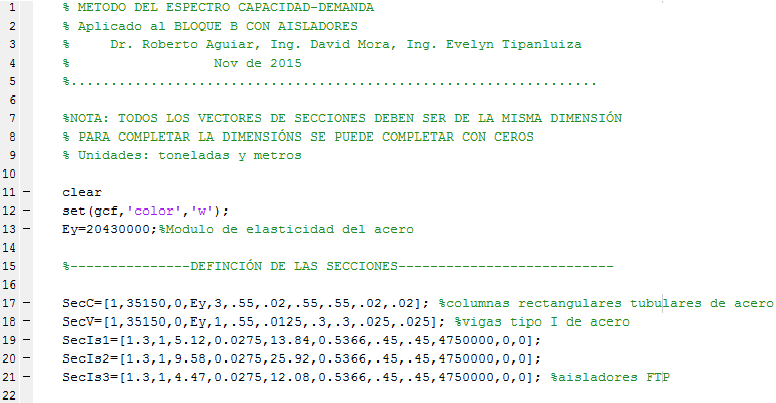 1 % METODO DEL ESPECTRO CAPACIDAD-DEMANDA
2 % Aplicado al BLOQUE B CON AISLADORES
3 % Dr. Roberto Aguiar, Ing. David Mora, Ing. Evelyn Tipanluiza
4 % Nov de 2015
5 %..................................................................
6
7 %NOTA: TODOS LOS VECTORES DE SECCIONES DEBEN SER DE LA MISMA DIMENSIÓN
8 % PARA COMPLETAR LA DIMENSIÓNS SE PUEDE COMPLETAR CON CEROS
9 % Unidades: toneladas y metros
10
11 - clear
12 - set(gcf,'color','w');
13 - Ey=20430000;%Modulo de elasticidad del acero
14
15 %---------------DEFINCIÓN DE LAS SECCIONES---------------------------
16
17 - SecC=[1,35150,0,Ey,3,.55,.02,.55,.55,.02,.02]; %columnas rectangulares tubulares de acero
18 - SecV=[1,35150,0,Ey,1,.55,.0125,.3,.3,.025,.025]; %vigas tipo I de acero
19 - SecIs1=[1.3,1,5.12,0.0275,13.84,0.5366,.45,.45,4750000,0,0];
20 - SecIs2=[1.3,1,9.58,0.0275,25.92,0.5366,.45,.45,4750000,0,0];
21 - SecIs3=[1.3,1,4.47,0.0275,12.08,0.5366,.45,.45,4750000,0,0]; %aisladores FTP
22